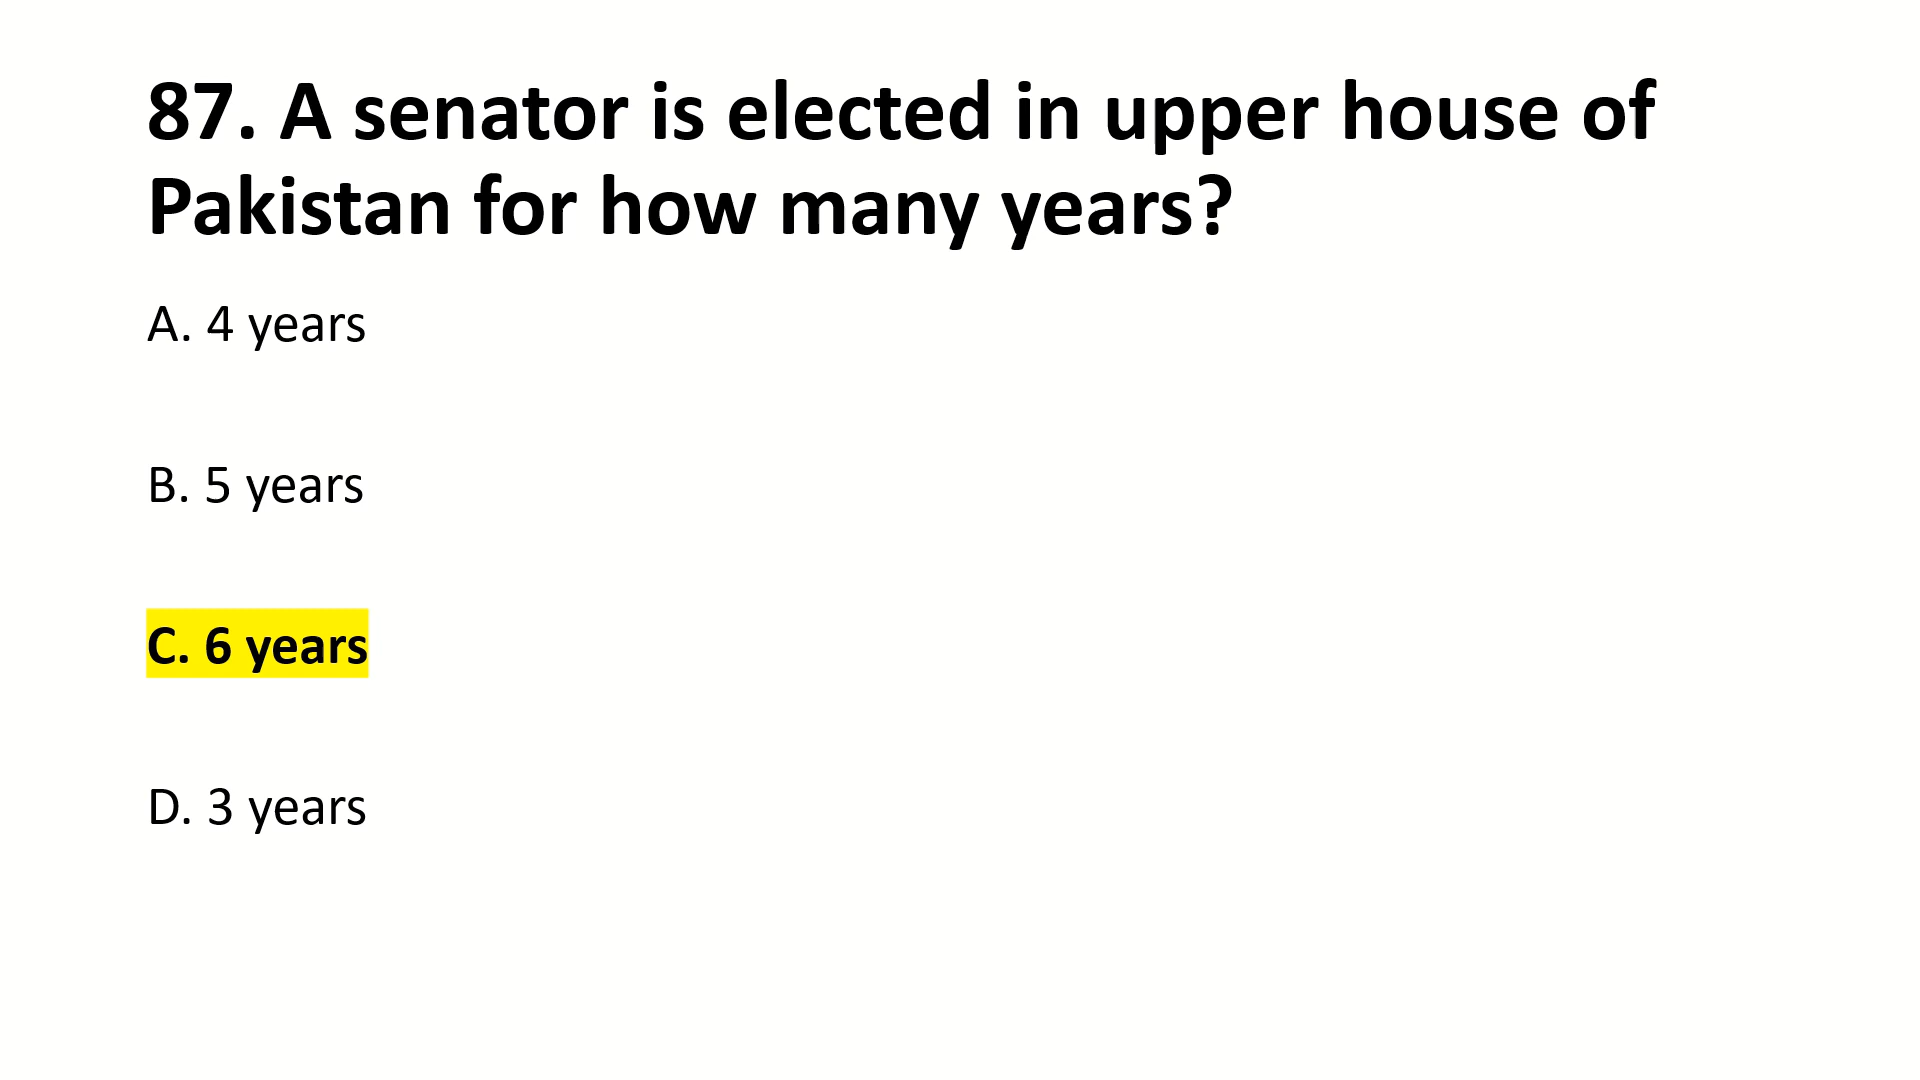 87. A senator is elected in upper house of
Pakistan for how many years?
A. 4 years
B. 5 years
C. 6 years
D. 3 years